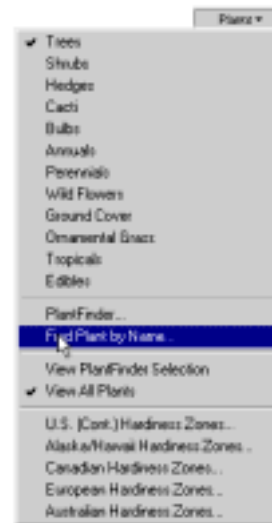 Plants
Trees
Shrubs
Hedges
Cacti
Bulbs
Annuals
Perennials
Wild Flowers
Ground Cover
Ornamental Grass
Tropicals
Edibles
PlantFinder...
Find Plant by Name...
View PlantFinder Selection
View All Plants
U.S. (Cont.) Hardiness Zones...
Alaska/Hawaii Hardiness Zones...
Canadian Hardiness Zones...
European Hardiness Zones...
Australian Hardiness Zones...